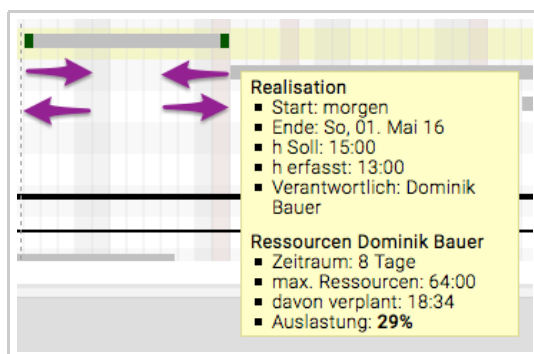 Realisation
▪ Start: morgen
▪ Ende: So, 01. Mai 16
▪ h Soll: 15:00
▪ h erfasst: 13:00
▪ Verantwortlich: Dominik
Bauer
Ressourcen Dominik Bauer
▪ Zeitraum: 8 Tage
▪ max. Ressourcen: 64:00
▪ davon verplant: 18:34
▪ Auslastung: 29%